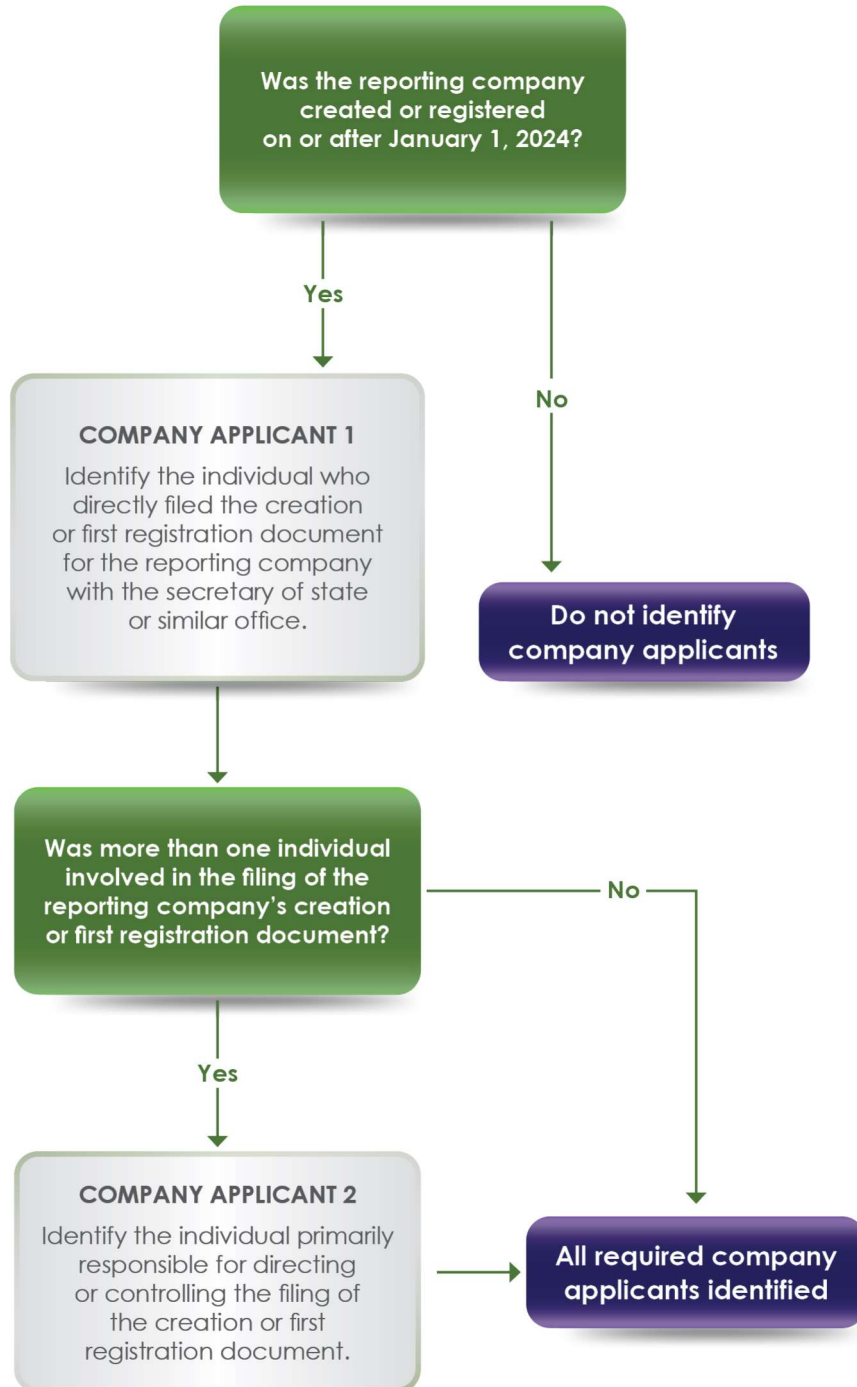 Was the reporting company
created or registered
on or after January 1, 2024?
Yes
No
COMPANY APPLICANT 1
Identify the individual who
directly filed the creation
or first registration document
for the reporting company
with the secretary of state
or similar office.
Do not identify
company applicants
Was more than one individual
involved in the filing of the
reporting company’s creation
or first registration document?
No
Yes
COMPANY APPLICANT 2
Identify the individual primarily
responsible for directing
or controlling the filing of
the creation or first
registration document.
All required company
applicants identified